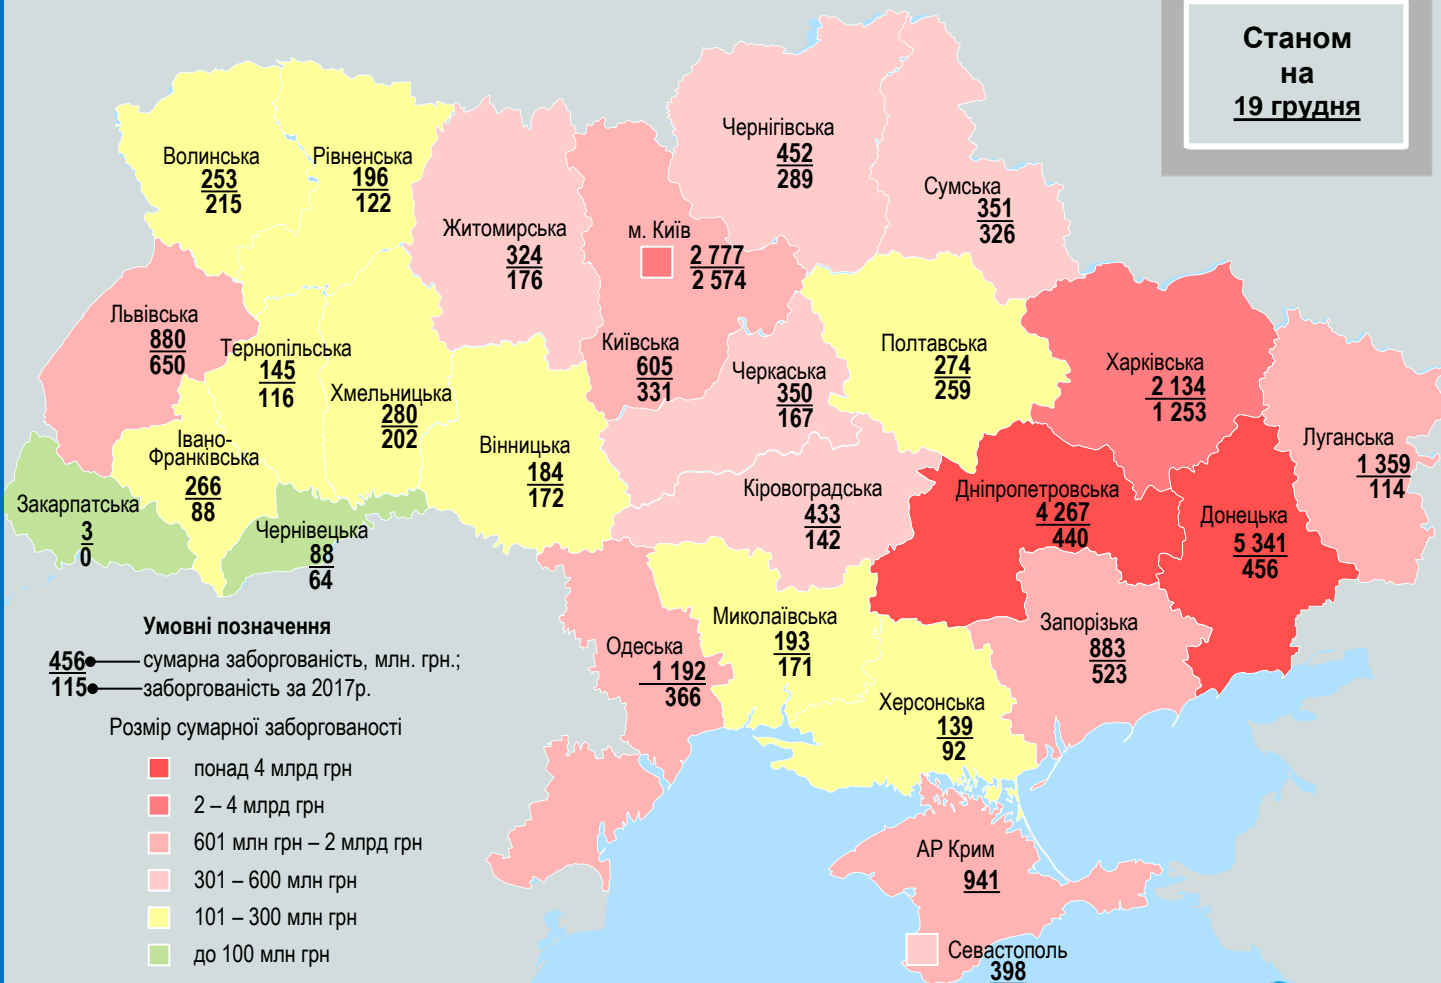 Станом
на
19 грудня
Чернігівська
452
289
Волинська
253
215
Рівненська
196
122
Сумська
351
326
Житомирська
324
176
м. Київ
2 777
2 574
Львівська
880
650
Тернопільська
145
116
Київська
605
331
Полтавська
274
259
Харківська
2 134
1 253
Черкаська
350
167
Хмельницька
280
202
Вінницька
184
172
Луганська
1 359
114
Івано-
Франківська
266
88
Кіровоградська
433
142
Дніпропетровська
4 267
440
Донецька
5 341
456
Закарпатська
3
0
Чернівецька
88
64
Миколаївська
193
171
Запорізька
883
523
Одеська
1 192
366
Херсонська
139
92
АР Крим
941
Севастополь
398
Умовні позначення
456 сумарна заборгованість, млн. грн.;
115 заборгованість за 2017р.
Розмір сумарної заборгованості
понад 4 млрд грн
2 – 4 млрд грн
601 млн грн – 2 млрд грн
301 – 600 млн грн
101 – 300 млн грн
до 100 млн грн